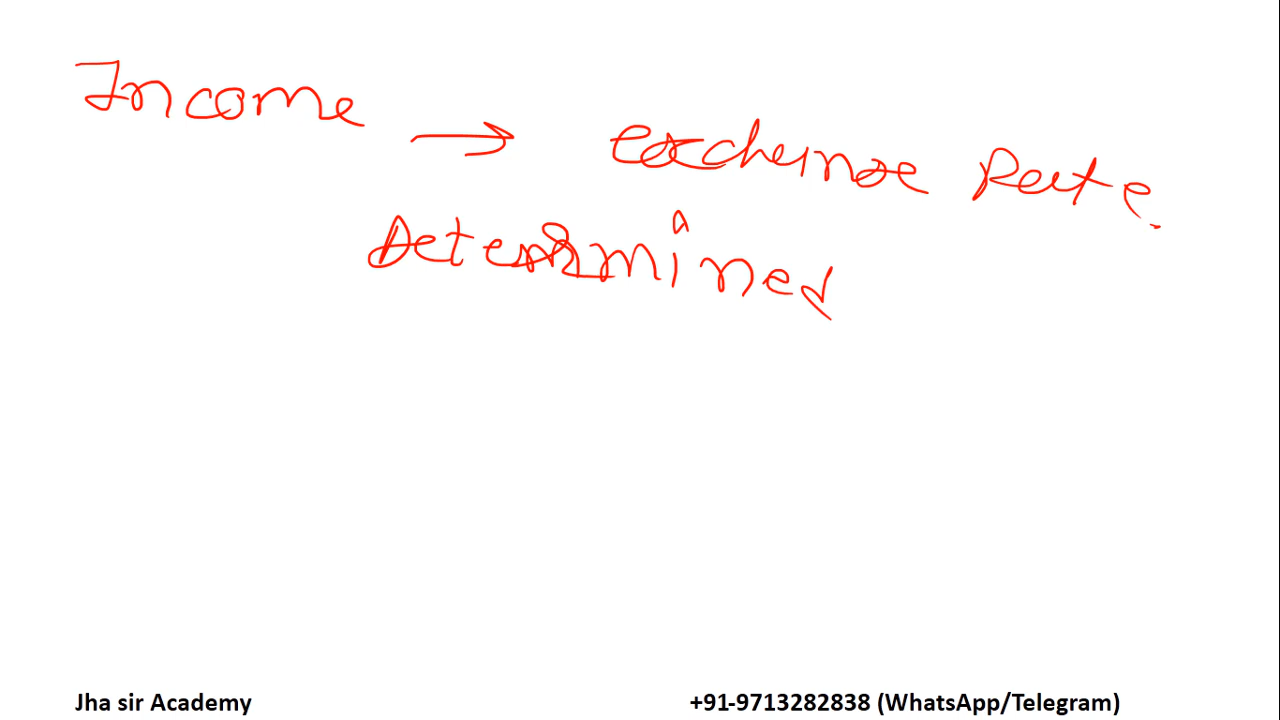 Income → exchange Rate.
Determined
Jha sir Academy
+91-9713282838 (WhatsApp/Telegram)